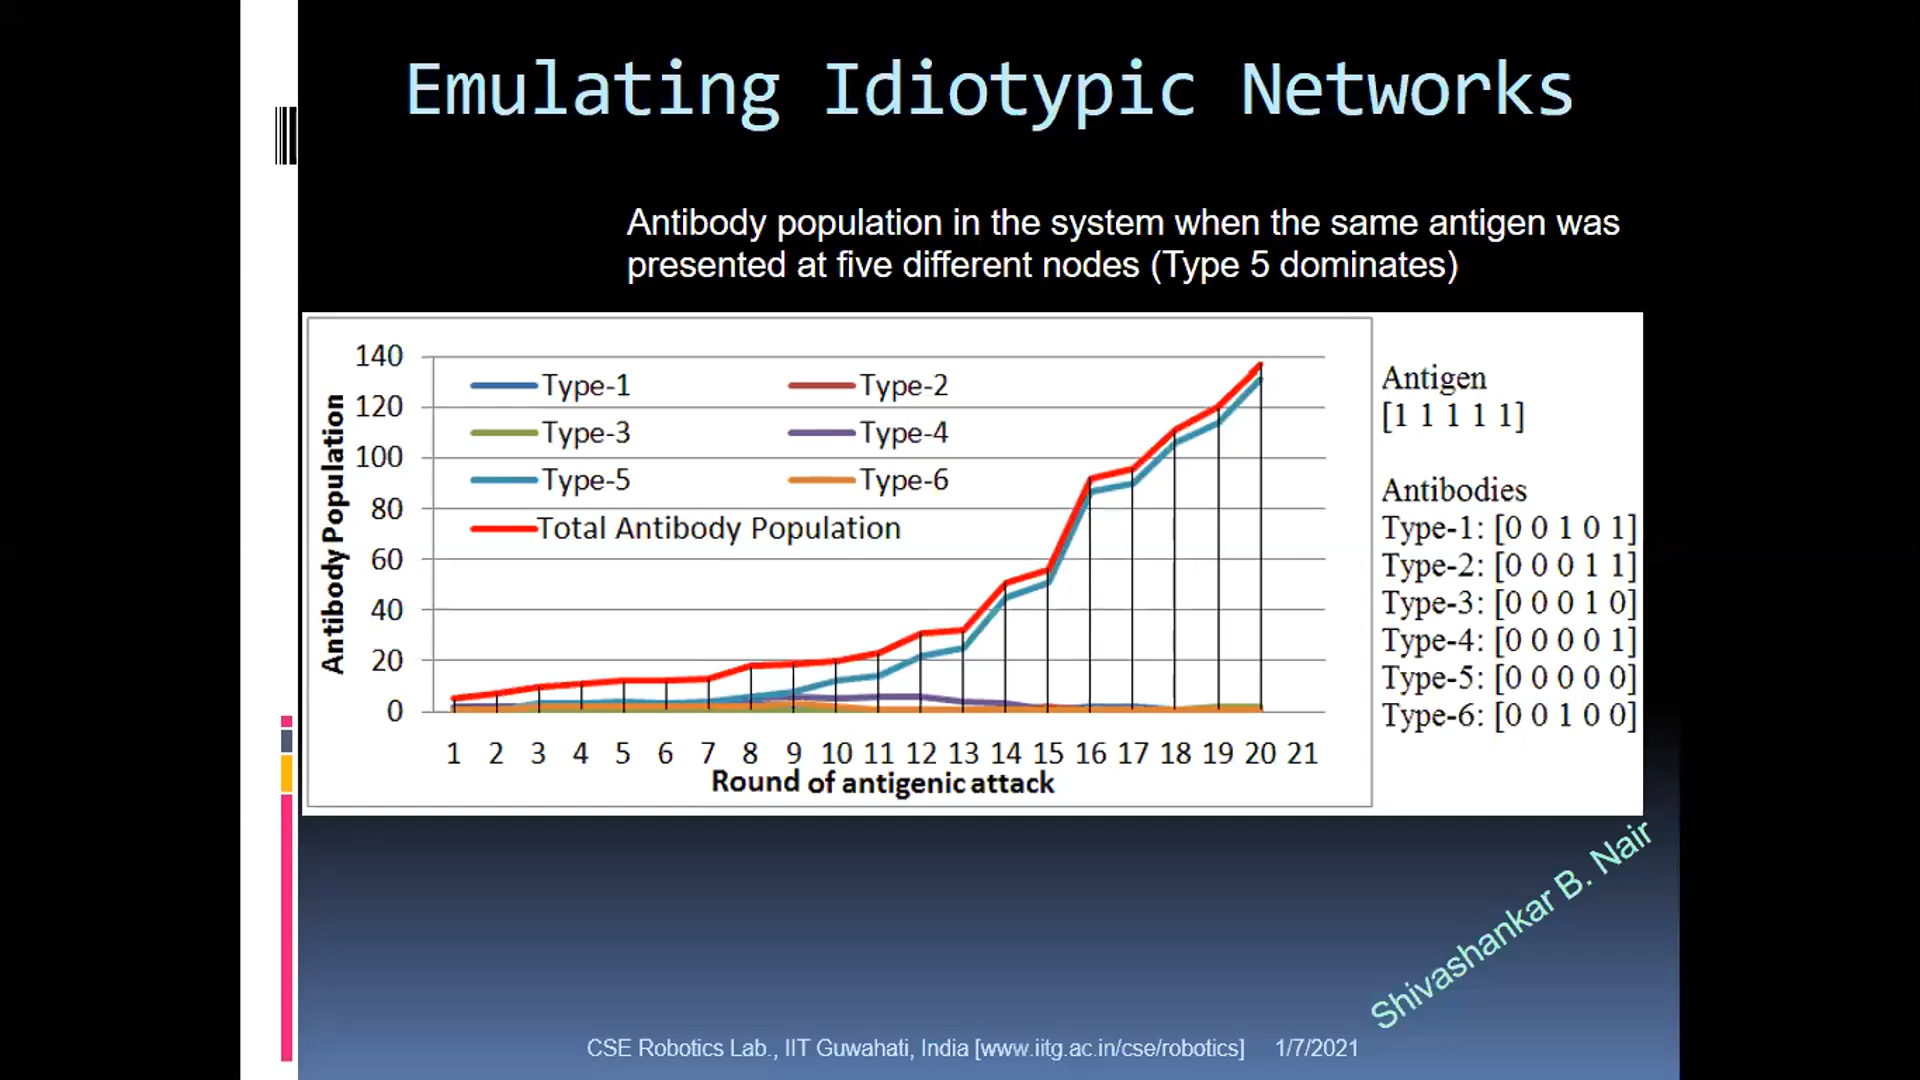 Emulating Idiotypic Networks
Antibody population in the system when the same antigen was
presented at five different nodes (Type 5 dominates)
140
120
100
80
60
40
20
0
Antibody Population
Type-1
Type-2
Type-3
Type-4
Type-5
Type-6
Total Antibody Population
1 2 3 4 5 6 7 8 9 10 11 12 13 14 15 16 17 18 19 20 21
Round of antigenic attack
Antigen
[1 1 1 1 1]
Antibodies
Type-1: [0 0 1 0 1]
Type-2: [0 0 0 1 1]
Type-3: [0 0 0 1 0]
Type-4: [0 0 0 0 1]
Type-5: [0 0 0 0 0]
Type-6: [0 0 1 0 0]
Shivashankar B. Nair
CSE Robotics Lab., IIT Guwahati, India [www.iitg.ac.in/cse/robotics] 1/7/2021